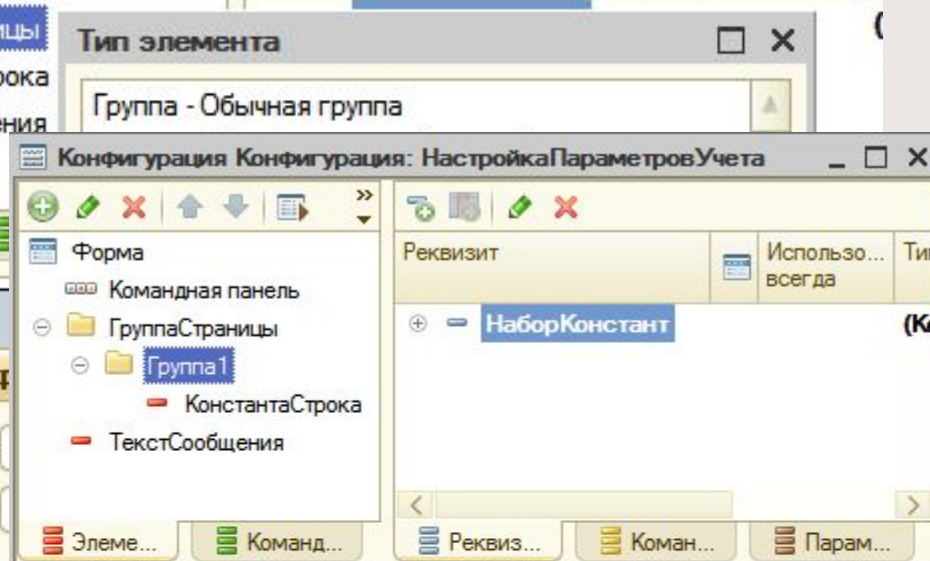 Тип элемента
Группа - Обычная группа
Конфигурация Конфигурация: НастройкаПараметровУчета
Реквизит
Использо...
всегда
Форма
Командная панель
ГруппаСтраницы
НаборКонстант
Группа1
КонстантаСтрока
ТекстСообщения
Элеме...
Команд...
Реквиз...
Коман...
Парам...